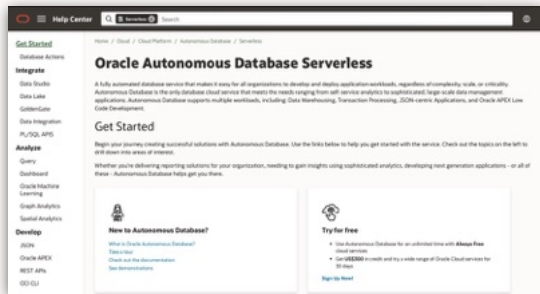 Help Center
Serverless
Search
Home / Cloud / Cloud Platform / Autonomous Database / Serverless
Get Started
Database Actions
Integrate
Data Studio
Data Lake
GoldenGate
Data Integration
PL/SQL APIS
Analyze
Query
Dashboard
Oracle Machine
Learning
Graph Analytics
Spatial Analytics
Develop
JSON
Oracle APEX
REST APIs
OCI CLI
Oracle Autonomous Database Serverless
A fully automated database service that makes it easy for all organizations to develop and deploy application workloads, regardless of complexity, scale, or criticality.
Autonomous Database is the only database cloud service that meets the needs ranging from self-service analytics to sophisticated, large-scale data management
applications. Autonomous Database supports multiple workloads, including: Data Warehousing, Transaction Processing, JSON-centric Applications, and Oracle APEX Low
Code Development.
Get Started
Begin your journey creating successful solutions with Autonomous Database. Use the links below to help you get started with the service. Check out the topics on the left to
drill down into areas of interest.
Whether you're delivering reporting solutions for your organization, needing to gain insights using sophisticated analytics, developing next generation applications - or all of
these - Autonomous Database helps get you there.
New to Autonomous Database?
What is Oracle Autonomous Database?
Take a tour
Check out the documentation
See demonstrations
Try for free
Use Autonomous Database for an unlimited time with Always Free
cloud services
Get US$300 in credit and try a wide range of Oracle Cloud services for
30 days
Sign Up Now!